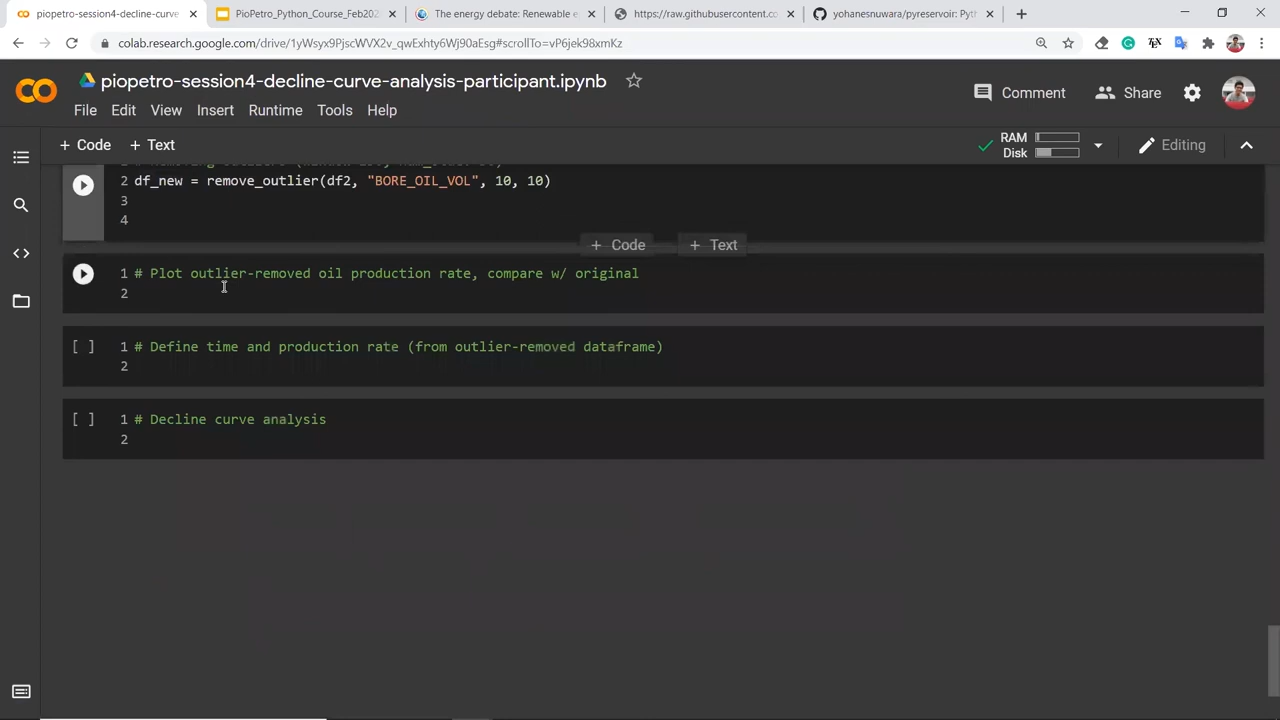 piopetro-session4-decline-curve
PioPetro_Python_Course_Feb202
The energy debate: Renewable e
https://raw.githubusercontent.co
yohanesnuwara/pyreservoir: Pyth
colab.research.google.com/drive/1yWsyx9PjscWVX2v_qwExhty6Wj90aEsg#scrollTo=vP6jek98xmKz
piopetro-session4-decline-curve-analysis-participant.ipynb
Comment
Share
File Edit View Insert Runtime Tools Help
+ Code + Text
RAM
Disk
Editing
2 df_new = remove_outlier(df2, "BORE_OIL_VOL", 10, 10)
3
4
+ Code + Text
1 # Plot outlier-removed oil production rate, compare w/ original
2
[ ] 1 # Define time and production rate (from outlier-removed dataframe)
2
[ ] 1 # Decline curve analysis
2